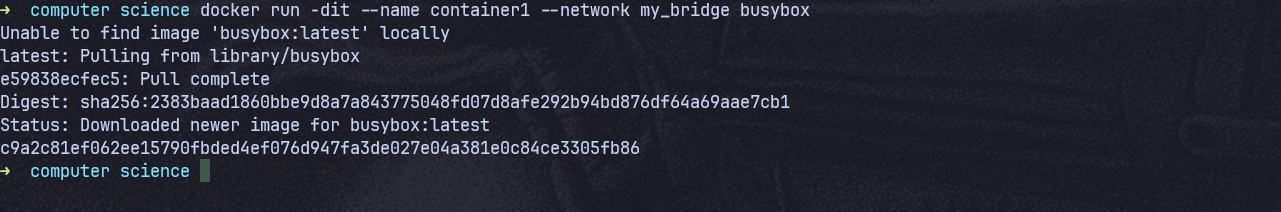 → computer science docker run -dit --name container1 --network my_bridge busybox
Unable to find image 'busybox:latest' locally
latest: Pulling from library/busybox
e59838ecfec5: Pull complete
Digest: sha256:2383baad1860bbe9d8a7a843775048fd07d8afe292b94bd876df64a69aae7cb1
Status: Downloaded newer image for busybox:latest
c9a2c81ef062ee15790fbded4ef076d947fa3de027e04a381e0c84ce3305fb86
→ computer science